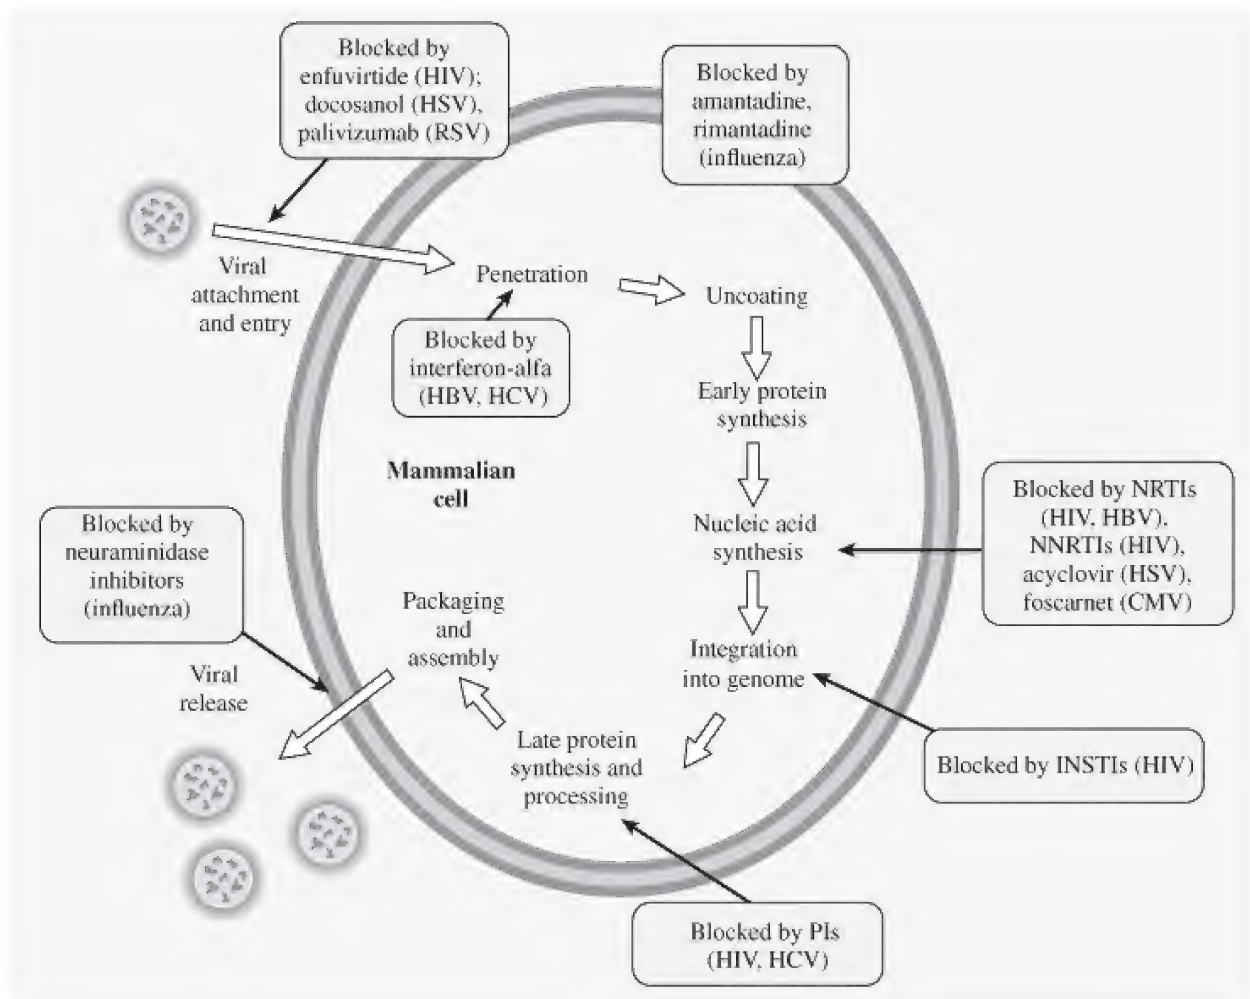 Blocked by
enfuvirtide (HIV);
docosanol (HSV),
palivizumab (RSV)
Blocked by
amantadine,
rimantadine
(influenza)
Viral
attachment
and entry
Penetration
Uncoating
Blocked by
interferon-alfa
(HBV, HCV)
Early protein
synthesis
Mammalian
cell
Blocked by NRTIs
(HIV, HBV),
NNRTIs (HIV),
acyclovir (HSV),
foscarnet (CMV)
Nucleic acid
synthesis
Blocked by
neuraminidase
inhibitors
(influenza)
Packaging
and
assembly
Integration
into genome
Viral
release
Late protein
synthesis and
processing
Blocked by INSTIs (HIV)
Blocked by PIs
(HIV, HCV)